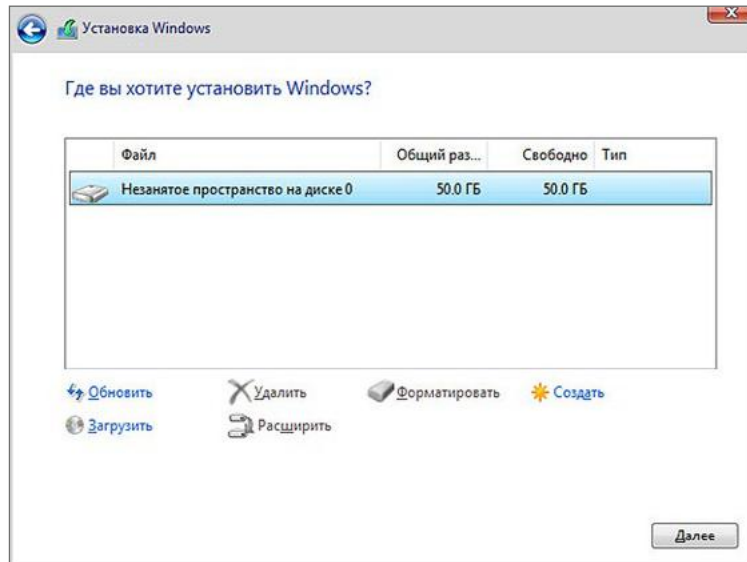 Установка Windows
Где вы хотите установить Windows?
Файл Общий раз... Свободно Тип
Незанятое пространство на диске 0 50.0 ГБ 50.0 ГБ
Обновить Удалить Форматировать Создать
Загрузить Расширить
Далее